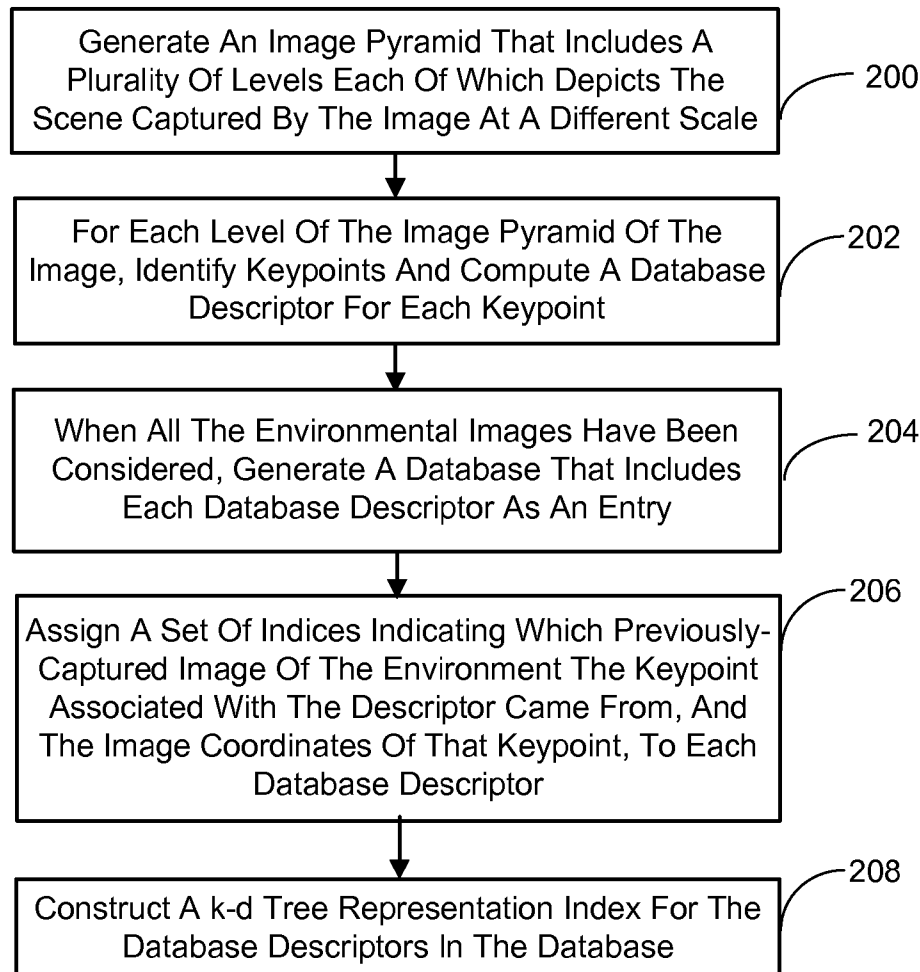 Generate An Image Pyramid That Includes A
Plurality Of Levels Each Of Which Depicts The
Scene Captured By The Image At A Different Scale
200
For Each Level Of The Image Pyramid Of The
Image, Identify Keypoints And Compute A Database
Descriptor For Each Keypoint
202
When All The Environmental Images Have Been
Considered, Generate A Database That Includes
Each Database Descriptor As An Entry
204
Assign A Set Of Indices Indicating Which Previously-
Captured Image Of The Environment The Keypoint
Associated With The Descriptor Came From, And
The Image Coordinates Of That Keypoint, To Each
Database Descriptor
206
Construct A k-d Tree Representation Index For The
Database Descriptors In The Database
208